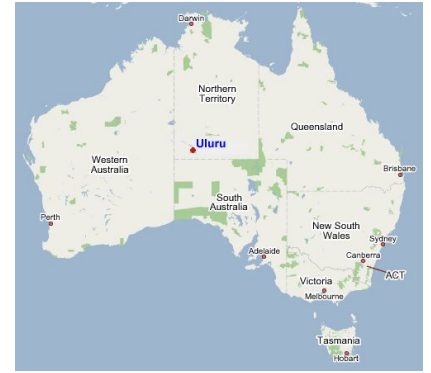 Darwin
Northern
Territory
Uluru
Queensland
Western
Australia
Brisbane
South
Australia
Perth
New South
Wales
Sydney
Adelaide
Canberra
ACT
Victoria
Melbourne
Tasmania
Hobart